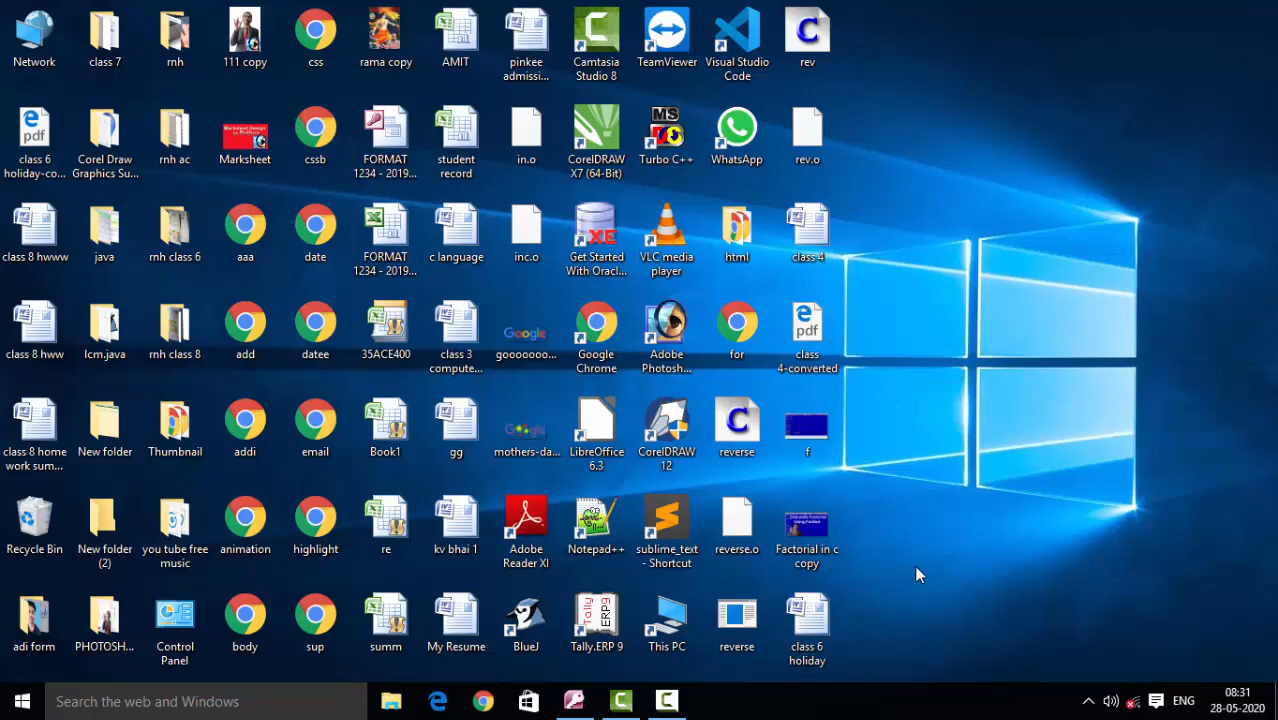 Network
class 7
rnh
111 copy
css
rama copy
AMIT
pinkee
admissi...
Camtasia
Studio 8
TeamViewer
Visual Studio
Code
rev
class 6
holiday-co...
Corel Draw
Graphics Su...
rnh ac
Marksheet
cssb
FORMAT
1234 - 2019...
student
record
in.o
CorelDRAW
X7 (64-Bit)
Turbo C++
WhatsApp
rev.o
class 8 hwww
java
rnh class 6
aaa
date
FORMAT
1234 - 2019...
c language
inc.o
Get Started
With Oracl...
VLC media
player
html
class 4
class 8 hww
lcm.java
rnh class 8
add
datee
35ACE400
class 3
compute...
gooooooo...
Google
Chrome
Adobe
Photosh...
for
class
4-converted
class 8 home
work sum...
New folder
Thumbnail
addi
email
Book1
gg
mothers-da...
LibreOffice
6.3
CorelDRAW
12
reverse
f
Recycle Bin
New folder
(2)
you tube free
music
animation
highlight
re
kv bhai 1
Adobe
Reader XI
Notepad++
sublime_text
- Shortcut
reverse.o
Factorial in c
copy
adi form
PHOTOSH...
Control
Panel
body
sup
summ
My Resume
BlueJ
Tally.ERP 9
This PC
reverse
class 6
holiday
Search the web and Windows
ENG
08:31
28-05-2020